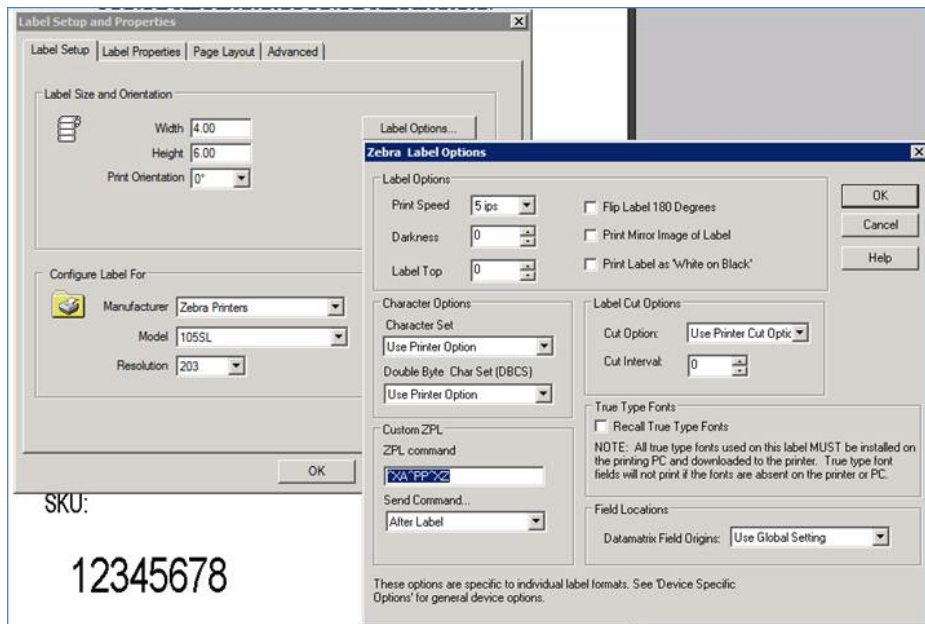 Label Setup and Properties
Label Setup
Label Properties
Page Layout
Advanced
Label Size and Orientation
Width 4.00
Height 6.00
Print Orientation 0°
Label Options...
Configure Label For
Manufacturer Zebra Printers
Model 105SL
Resolution 203
OK
SKU:
12345678
Zebra Label Options
Label Options
Print Speed 5 ips
Darkness 0
Label Top 0
Flip Label 180 Degrees
Print Mirror Image of Label
Print Label as 'White on Black'
OK
Cancel
Help
Character Options
Character Set
Use Printer Option
Double Byte Char Set (DBCS)
Use Printer Option
Label Cut Options
Cut Option: Use Printer Cut Optic
Cut Interval: 0
True Type Fonts
Recall True Type Fonts
NOTE: All true type fonts used on this label MUST be installed on
the printing PC and downloaded to the printer. True type font
fields will not print if the fonts are absent on the printer or PC.
Custom ZPL
ZPL command
^XA^PP^XZ
Send Command...
After Label
Field Locations
Datamatrix Field Origins: Use Global Setting
These options are specific to individual label formats. See 'Device Specific
Options' for general device options.